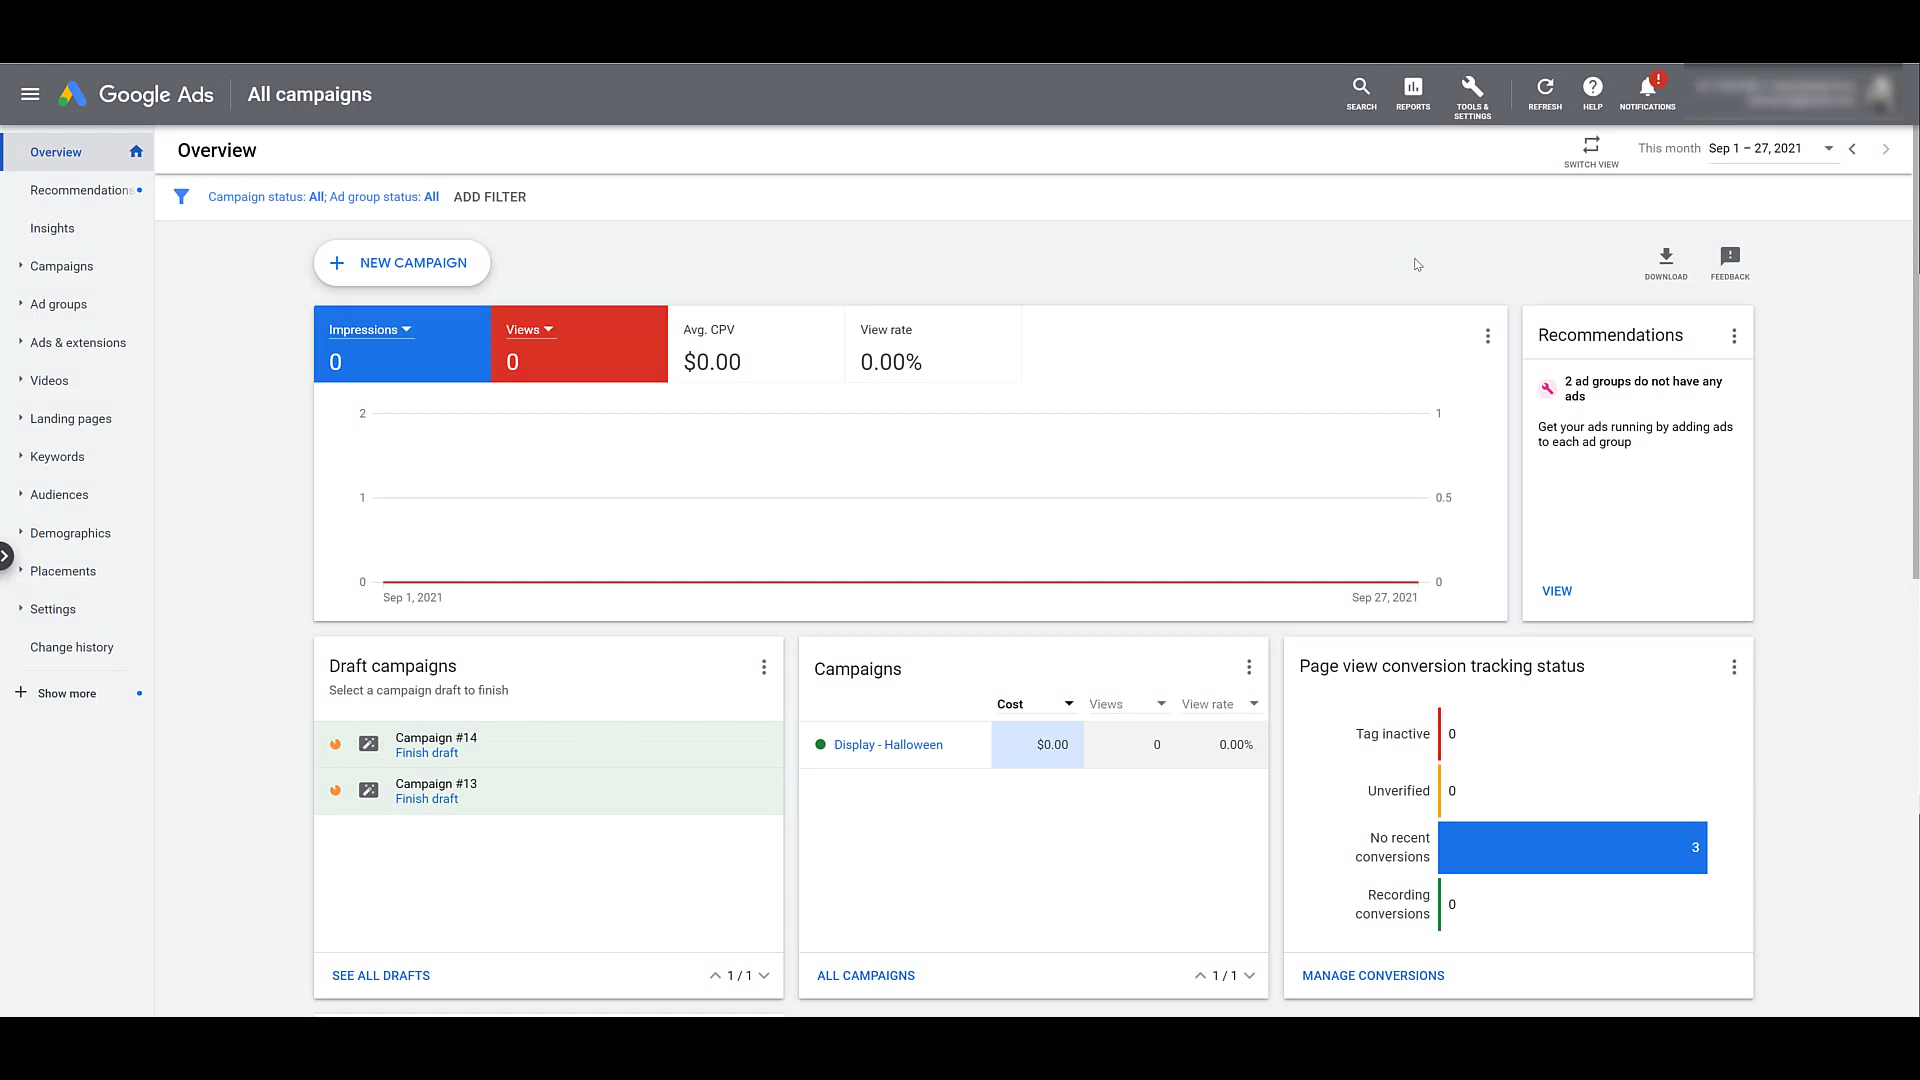 Google Ads
All campaigns
SEARCH
REPORTS
TOOLS &
SETTINGS
REFRESH
HELP
!
NOTIFICATIONS
Overview
Recommendations
Insights
Campaigns
Ad groups
Ads & extensions
Videos
Landing pages
Keywords
Audiences
Demographics
Placements
Settings
Change history
Show more
Overview
SWITCH VIEW
This month Sep 1 – 27, 2021
Campaign status: All; Ad group status: All ADD FILTER
NEW CAMPAIGN
DOWNLOAD
FEEDBACK
Impressions
0
Views
0
Avg. CPV
$0.00
View rate
0.00%
2
1
0
1
0.5
0
Sep 1, 2021
Sep 27, 2021
Recommendations
2 ad groups do not have any
ads
Get your ads running by adding ads
to each ad group
VIEW
Draft campaigns
Select a campaign draft to finish
Campaign #14
Finish draft
Campaign #13
Finish draft
SEE ALL DRAFTS
1 / 1
Campaigns
Cost Views View rate
Display - Halloween $0.00 0 0.00%
ALL CAMPAIGNS
1 / 1
Page view conversion tracking status
Tag inactive 0
Unverified 0
No recent
conversions
3
Recording
conversions
0
MANAGE CONVERSIONS